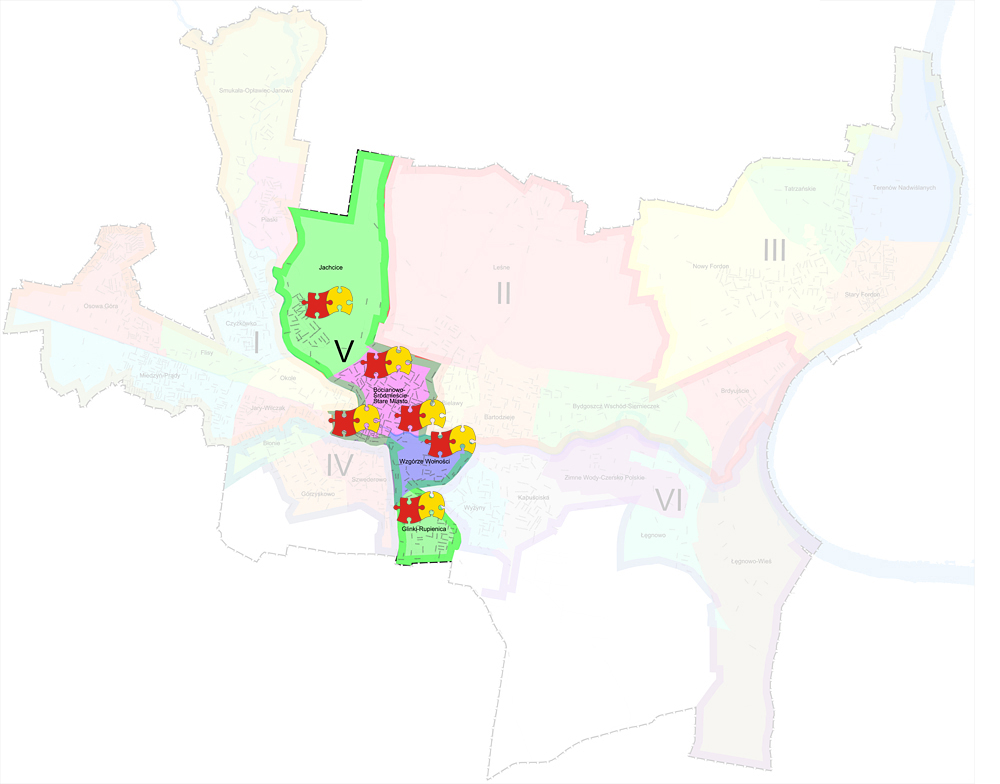 Smukała-Opławiec-Janowo
Tatrzańskie
Terenów Nadwiślanych
Piaski
III
Jachcice
Leśne
Nowy Fordon
II
Stary Fordon
Osowa Góra
Czyżkówko
I
V
Flisy
Miedzyń-Prądy
Okole
Brdyujście
Bocianowo-
Śródmieście-
Stare Miasto
Bydgoszcz Wschód-Siernieczek
Jary-Wilczak
Bartodzieje
Błonie
Wzgórze Wolności
IV
Szwederowo
Zimne Wody-Czersko Polskie
Górzyskowo
Kapuściska
VI
Wyżyny
Glinki-Rupienica
Łęgnowo
Łęgnowo-Wieś